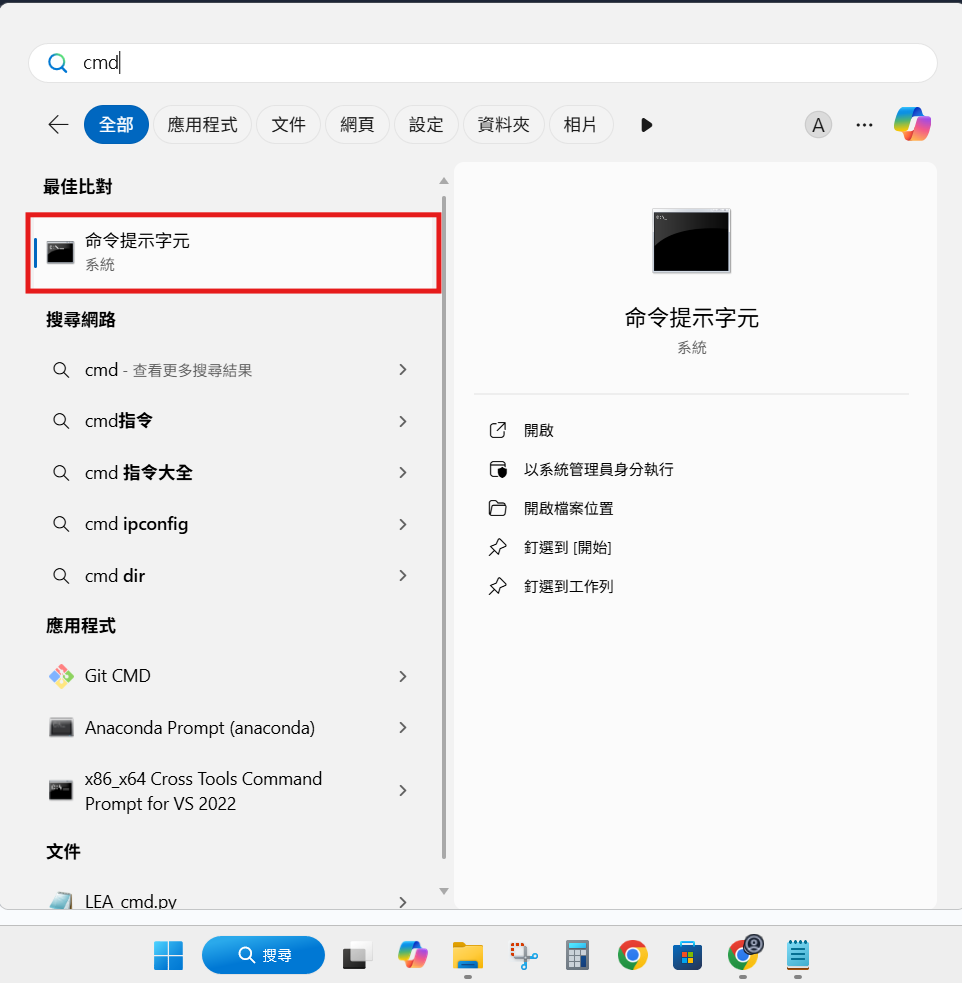 cmd
全部 應用程式 文件 網頁 設定 資料夾 相片 A
最佳比對
命令提示字元
系統
搜尋網路
cmd - 查看更多搜尋結果
cmd指令
cmd 指令大全
cmd ipconfig
cmd dir
應用程式
Git CMD
Anaconda Prompt (anaconda)
x86_x64 Cross Tools Command
Prompt for VS 2022
文件
LEA_cmd.py
命令提示字元
系統
開啟
以系統管理員身分執行
開啟檔案位置
釘選到 [開始]
釘選到工作列
搜尋